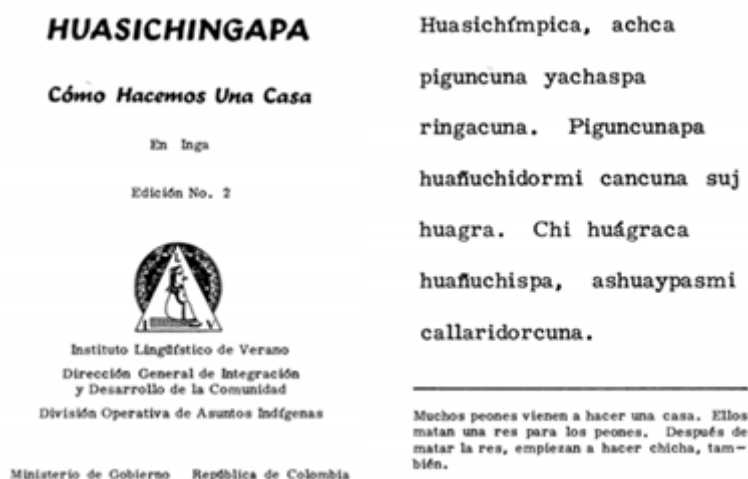 HUASICHINGAPA
Cómo Hacemos Una Casa
En Inga
Edición No. 2
I L V
Instituto Lingüístico de Verano
Dirección General de Integración
y Desarrollo de la Comunidad
División Operativa de Asuntos Indígenas
Ministerio de Gobierno República de Colombia
Huasichímpica, achca
piguncuna yachaspa
ringacuna. Piguncunapa
huañuchidormi cancuna suj
huagra. Chi huágraca
huañuchispa, ashuaypasmi
callaridorcuna.
Muchos peones vienen a hacer una casa. Ellos
matan una res para los peones. Después de
matar la res, empiezan a hacer chicha, tam-
bién.